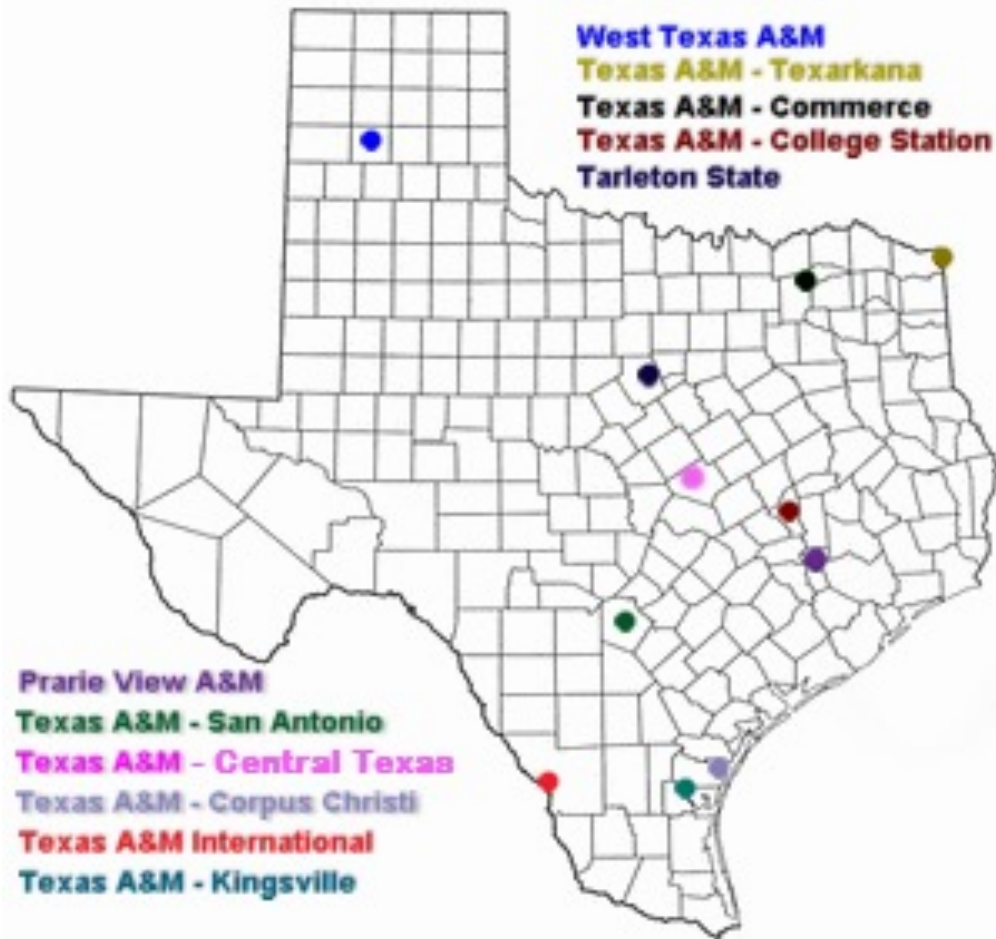 West Texas A&M
Texas A&M - Texarkana
Texas A&M - Commerce
Texas A&M - College Station
Tarleton State
Prarie View A&M
Texas A&M - San Antonio
Texas A&M - Central Texas
Texas A&M - Corpus Christi
Texas A&M International
Texas A&M - Kingsville